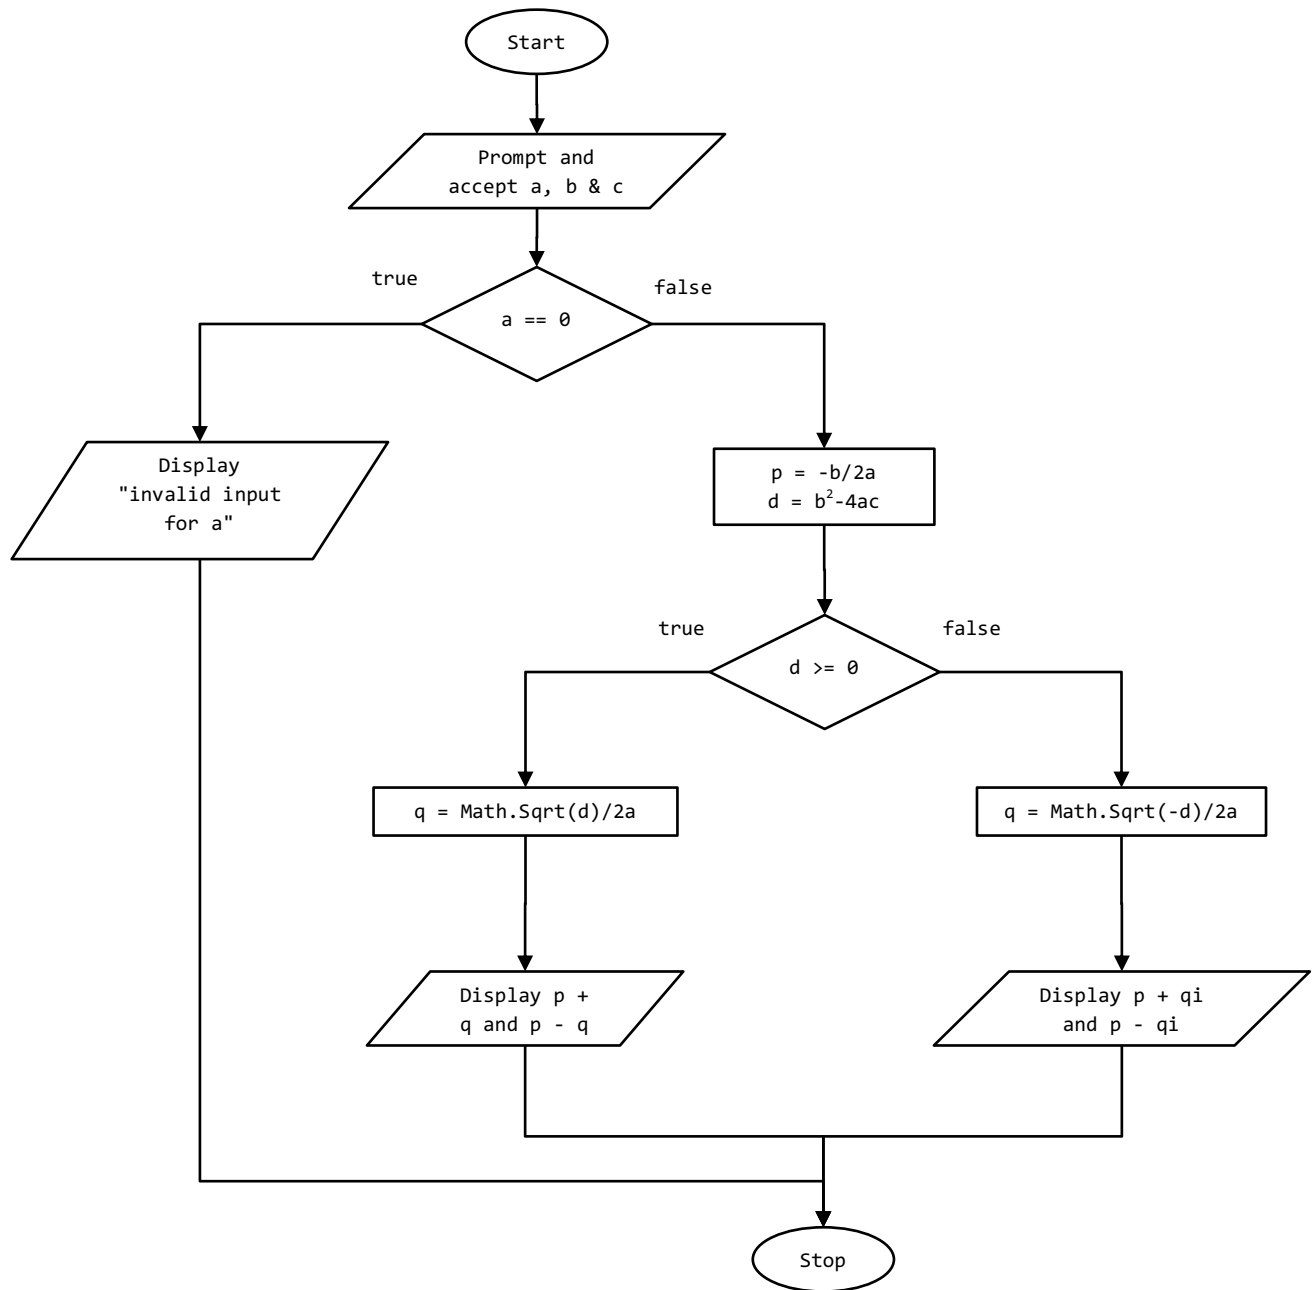 Start
Prompt and
accept a, b & c
true
false
a == 0
Display
"invalid input
for a"
p = -b/2a
d = b²-4ac
true
false
d >= 0
q = Math.Sqrt(d)/2a
q = Math.Sqrt(-d)/2a
Display p +
q and p - q
Display p + qi
and p - qi
Stop